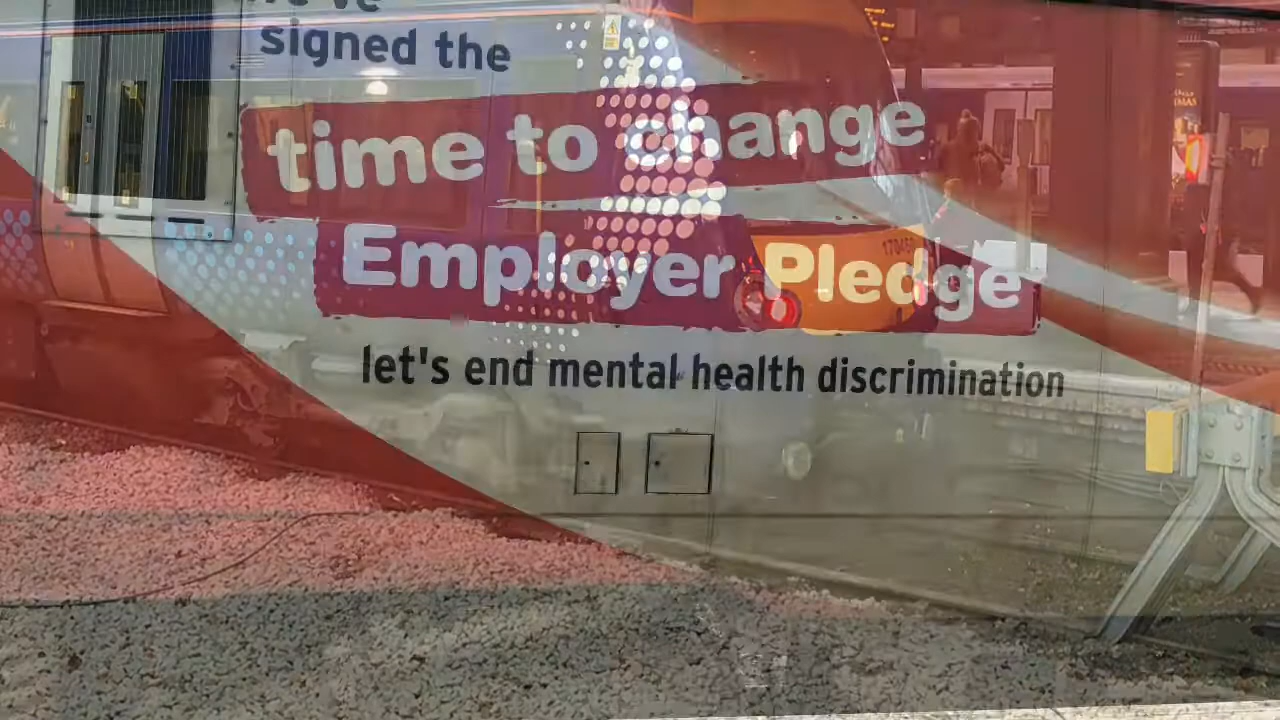 signed the
time to change
Employer Pledge
let's end mental health discrimination